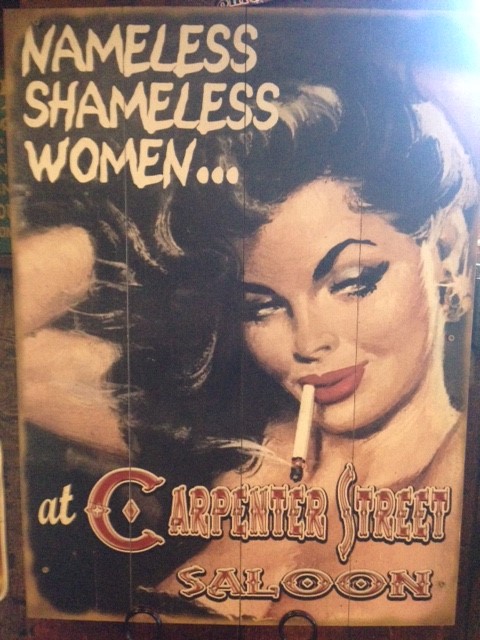 NAMELESS
SHAMELESS
WOMEN...
at CARPENTER STREET
SALOON